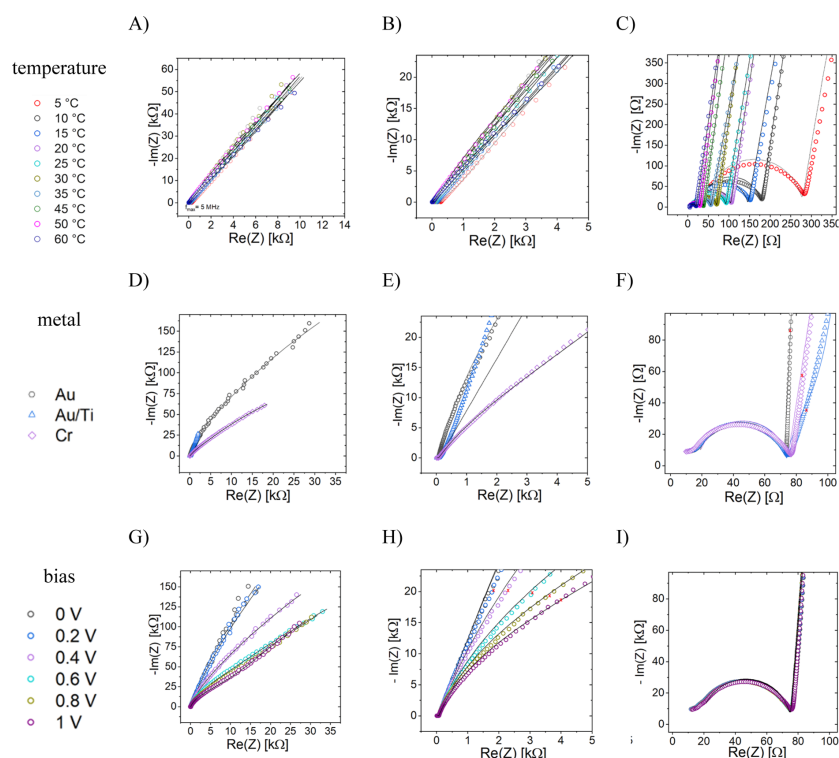 A)
B)
C)
temperature
5 °C
10 °C
15 °C
20 °C
25 °C
30 °C
35 °C
45 °C
50 °C
60 °C
-Im(Z) [kΩ]
60
50
40
30
20
10
0
= 5 MHz
0 2 4 6 8 10 12 14
Re(Z) [kΩ]
-Im(Z) [kΩ]
20
15
10
5
0
0 1 2 3 4 5
Re(Z) [kΩ]
-Im(Z) [Ω]
350
300
250
200
150
100
50
0
0 50 100 150 200 250 300 350
Re(Z) [Ω]
D)
E)
F)
metal
Au
Au/Ti
Cr
-Im(Z) [kΩ]
150
125
100
75
50
25
0
0 5 10 15 20 25 30 35
Re(Z) [kΩ]
-Im(Z) [kΩ]
20
15
10
5
0
0 1 2 3 4 5
Re(Z) [kΩ]
-Im(Z) [Ω]
80
60
40
20
0
0 20 40 60 80 100
Re(Z) [Ω]
G)
H)
I)
bias
0 V
0.2 V
0.4 V
0.6 V
0.8 V
1 V
-Im(Z) [kΩ]
150
125
100
75
50
25
0
0 5 10 15 20 25 30 35
Re(Z) [kΩ]
- Im(Z) [kΩ]
20
15
10
5
0
0 1 2 3 4 5
Re(Z) [kΩ]
- Im(Z) [Ω]
80
60
40
20
0
0 20 40 60 80 100
Re(Z) [Ω]